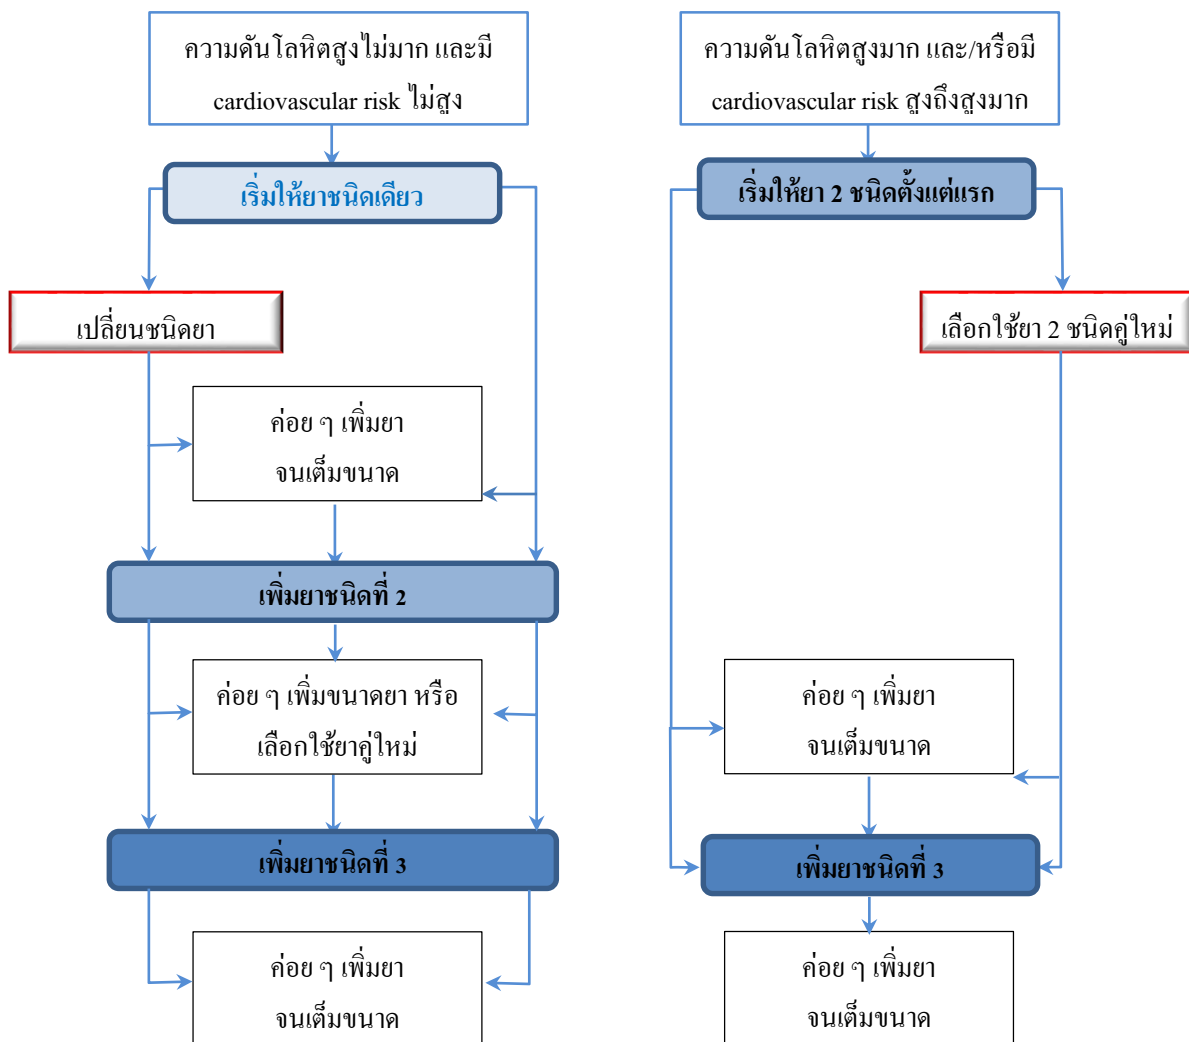 ความดันโลหิตสูงไม่มาก และมี
cardiovascular risk ไม่สูง
เริ่มให้ยาชนิดเดียว
เปลี่ยนชนิดยา
ค่อย ๆ เพิ่มยา
จนเต็มขนาด
เพิ่มยาชนิดที่ 2
ค่อย ๆ เพิ่มขนาดยา หรือ
เลือกใช้ยาคู่ใหม่
เพิ่มยาชนิดที่ 3
ค่อย ๆ เพิ่มยา
จนเต็มขนาด
ความดันโลหิตสูงมาก และ/หรือมี
cardiovascular risk สูงถึงสูงมาก
เริ่มให้ยา 2 ชนิดตั้งแต่แรก
เลือกใช้ยา 2 ชนิดคู่ใหม่
ค่อย ๆ เพิ่มยา
จนเต็มขนาด
เพิ่มยาชนิดที่ 3
ค่อย ๆ เพิ่มยา
จนเต็มขนาด